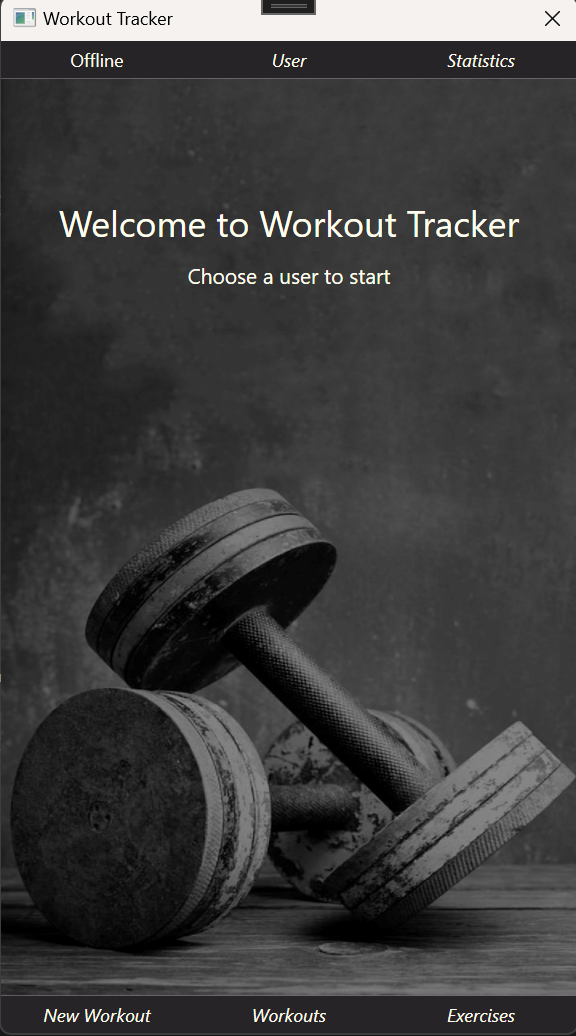 Workout Tracker
Offline User Statistics
Welcome to Workout Tracker
Choose a user to start
New Workout Workouts Exercises